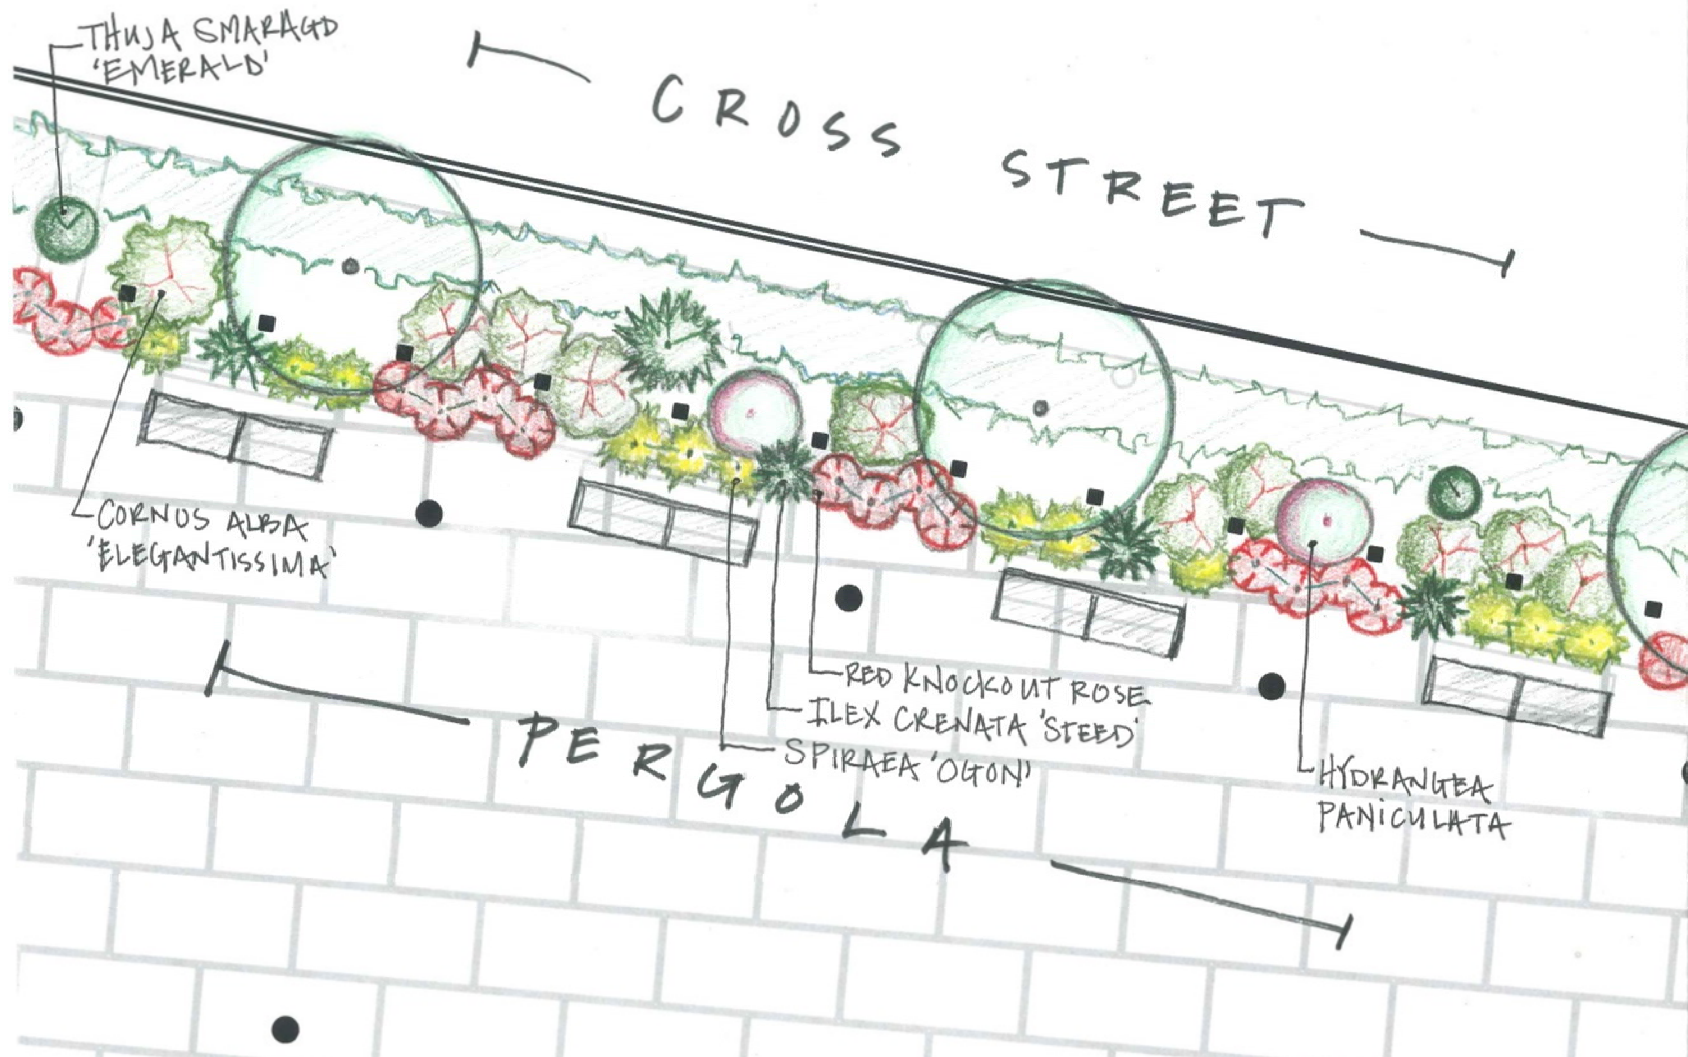 THUJA SMARAGD
'EMERALD'
CROSS STREET
CORNUS ALBA
'ELEGANTISSIMA'
RED KNOCKOUT ROSE
ILEX CRENATA 'STEED'
SPIRAEA 'OGON'
PERGOLA
HYDRANGEA
PANICULATA